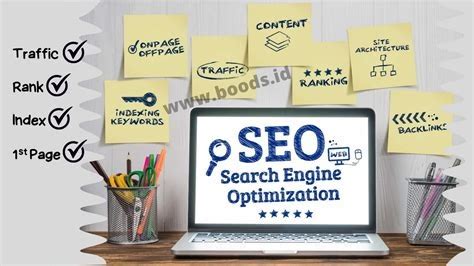 Traffic
Rank
Index
1st Page
ONPAGE
OFFPAGE
CONTENT
SITE
ARCHITECTURE
TRAFFIC
RANKING
INDEXING
KEYWORDS
BACKLINKS
www.boods.id
SEO
WEB
Search Engine
Optimization